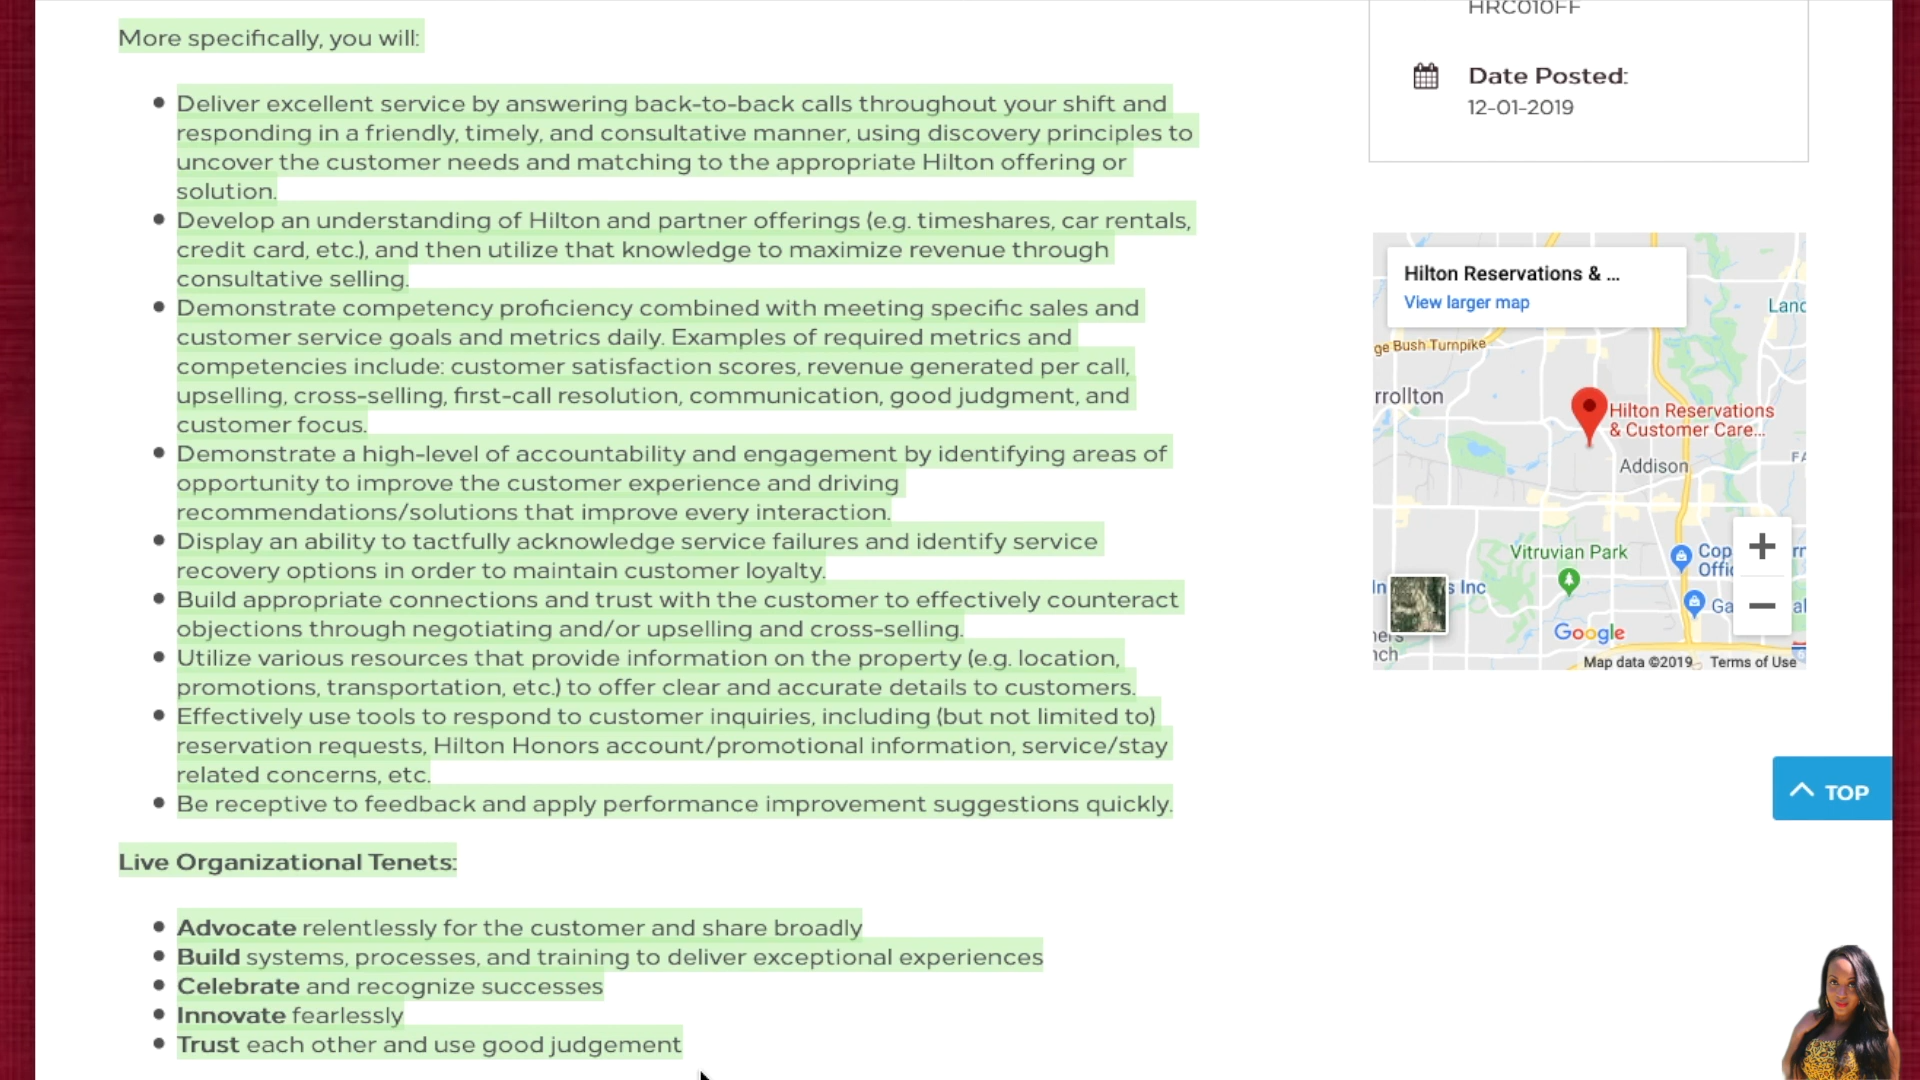 More specifically, you will:
Deliver excellent service by answering back-to-back calls throughout your shift and
responding in a friendly, timely, and consultative manner, using discovery principles to
uncover the customer needs and matching to the appropriate Hilton offering or
solution.
Develop an understanding of Hilton and partner offerings (e.g. timeshares, car rentals,
credit card, etc.), and then utilize that knowledge to maximize revenue through
consultative selling.
Demonstrate competency proficiency combined with meeting specific sales and
customer service goals and metrics daily. Examples of required metrics and
competencies include: customer satisfaction scores, revenue generated per call,
upselling, cross-selling, first-call resolution, communication, good judgment, and
customer focus.
Demonstrate a high-level of accountability and engagement by identifying areas of
opportunity to improve the customer experience and driving
recommendations/solutions that improve every interaction.
Display an ability to tactfully acknowledge service failures and identify service
recovery options in order to maintain customer loyalty.
Build appropriate connections and trust with the customer to effectively counteract
objections through negotiating and/or upselling and cross-selling.
Utilize various resources that provide information on the property (e.g. location,
promotions, transportation, etc.) to offer clear and accurate details to customers.
Effectively use tools to respond to customer inquiries, including (but not limited to)
reservation requests, Hilton Honors account/promotional information, service/stay
related concerns, etc.
Be receptive to feedback and apply performance improvement suggestions quickly.
Live Organizational Tenets:
Advocate relentlessly for the customer and share broadly
Build systems, processes, and training to deliver exceptional experiences
Celebrate and recognize successes
Innovate fearlessly
Trust each other and use good judgement
HRC010FF
Date Posted:
12-01-2019
Hilton Reservations & ...
View larger map
Land
ge Bush Turnpike
rrollton
Hilton Reservations
& Customer Care...
Addison
Vitruvian Park
Cop
Offic
s Inc
Ga
Google
Map data ©2019 Terms of Use
TOP